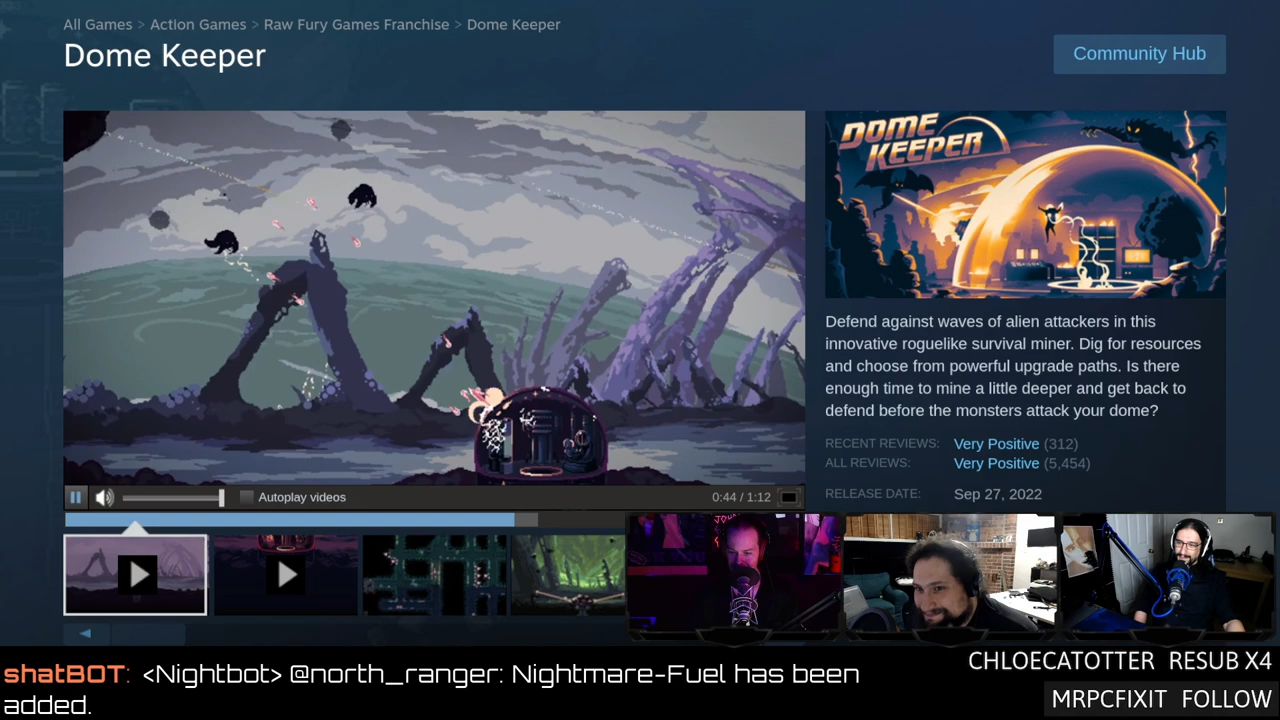 All Games > Action Games > Raw Fury Games Franchise > Dome Keeper
Dome Keeper
Community Hub
DOME
KEEPER
Defend against waves of alien attackers in this
innovative roguelike survival miner. Dig for resources
and choose from powerful upgrade paths. Is there
enough time to mine a little deeper and get back to
defend before the monsters attack your dome?
RECENT REVIEWS: Very Positive (312)
ALL REVIEWS: Very Positive (5,454)
RELEASE DATE: Sep 27, 2022
Autoplay videos
0:44 / 1:12
shatBOT: <Nightbot> @north_ranger: Nightmare-Fuel has been
added.
CHLOECATOTTER RESUB X4
MRPCFIXIT FOLLOW